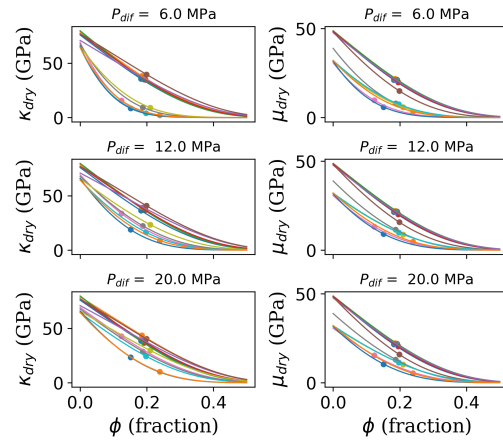 P_dif = 6.0 MPa
P_dif = 6.0 MPa
κ_dry (GPa)
50
0
μ_dry (GPa)
50
0
P_dif = 12.0 MPa
P_dif = 12.0 MPa
κ_dry (GPa)
50
0
μ_dry (GPa)
50
0
P_dif = 20.0 MPa
P_dif = 20.0 MPa
κ_dry (GPa)
50
0
μ_dry (GPa)
50
0
0.0 0.2 0.4
0.0 0.2 0.4
ϕ (fraction)
ϕ (fraction)